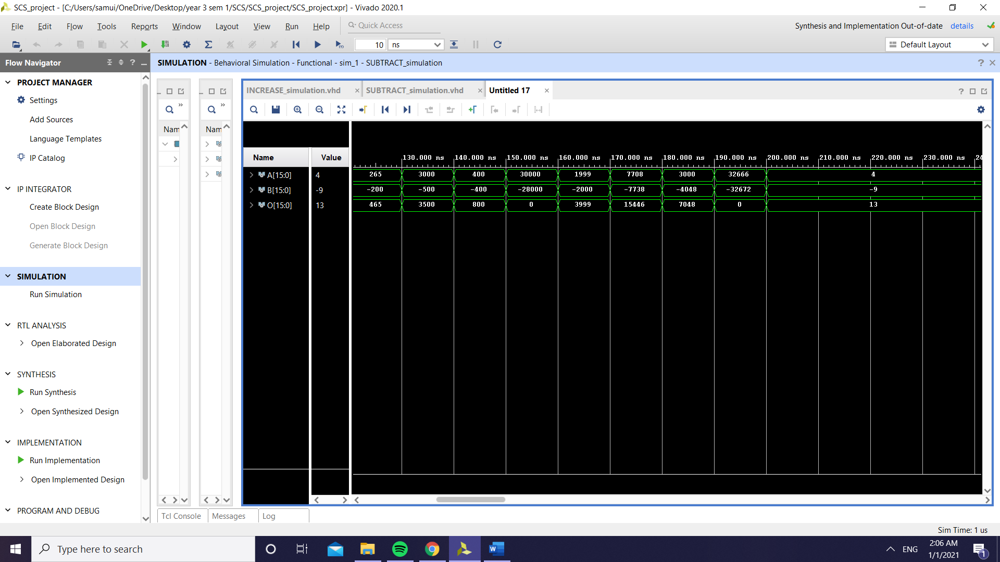 SCS_project - [C:/Users/samui/OneDrive/Desktop/year 3 sem 1/SCS/SCS_project/SCS_project.xpr] - Vivado 2020.1
File Edit Flow Tools Reports Window Layout View Run Help Quick Access
Synthesis and Implementation Out-of-date details
10 ns
Default Layout
Flow Navigator ?
SIMULATION - Behavioral Simulation - Functional - sim_1 - SUBTRACT_simulation
PROJECT MANAGER
Settings
Add Sources
Language Templates
IP Catalog
IP INTEGRATOR
Create Block Design
Open Block Design
Generate Block Design
SIMULATION
Run Simulation
RTL ANALYSIS
Open Elaborated Design
SYNTHESIS
Run Synthesis
Open Synthesized Design
IMPLEMENTATION
Run Implementation
Open Implemented Design
PROGRAM AND DEBUG
Nam
Nam
INCREASE_simulation.vhd SUBTRACT_simulation.vhd Untitled 17
Name Value
130.000 ns 140.000 ns 150.000 ns 160.000 ns 170.000 ns 180.000 ns 190.000 ns 200.000 ns 210.000 ns 220.000 ns 230.000 ns 24
A[15:0] 4 265 3000 400 30000 1999 7708 3000 32666 4
B[15:0] -9 -200 -500 -400 -28000 -2000 -7738 -4048 -32672 -9
O[15:0] 13 465 3500 800 0 3999 15446 7048 0 13
Tcl Console Messages Log
Sim Time: 1 us
Type here to search
ENG
2:06 AM
1/1/2021
1